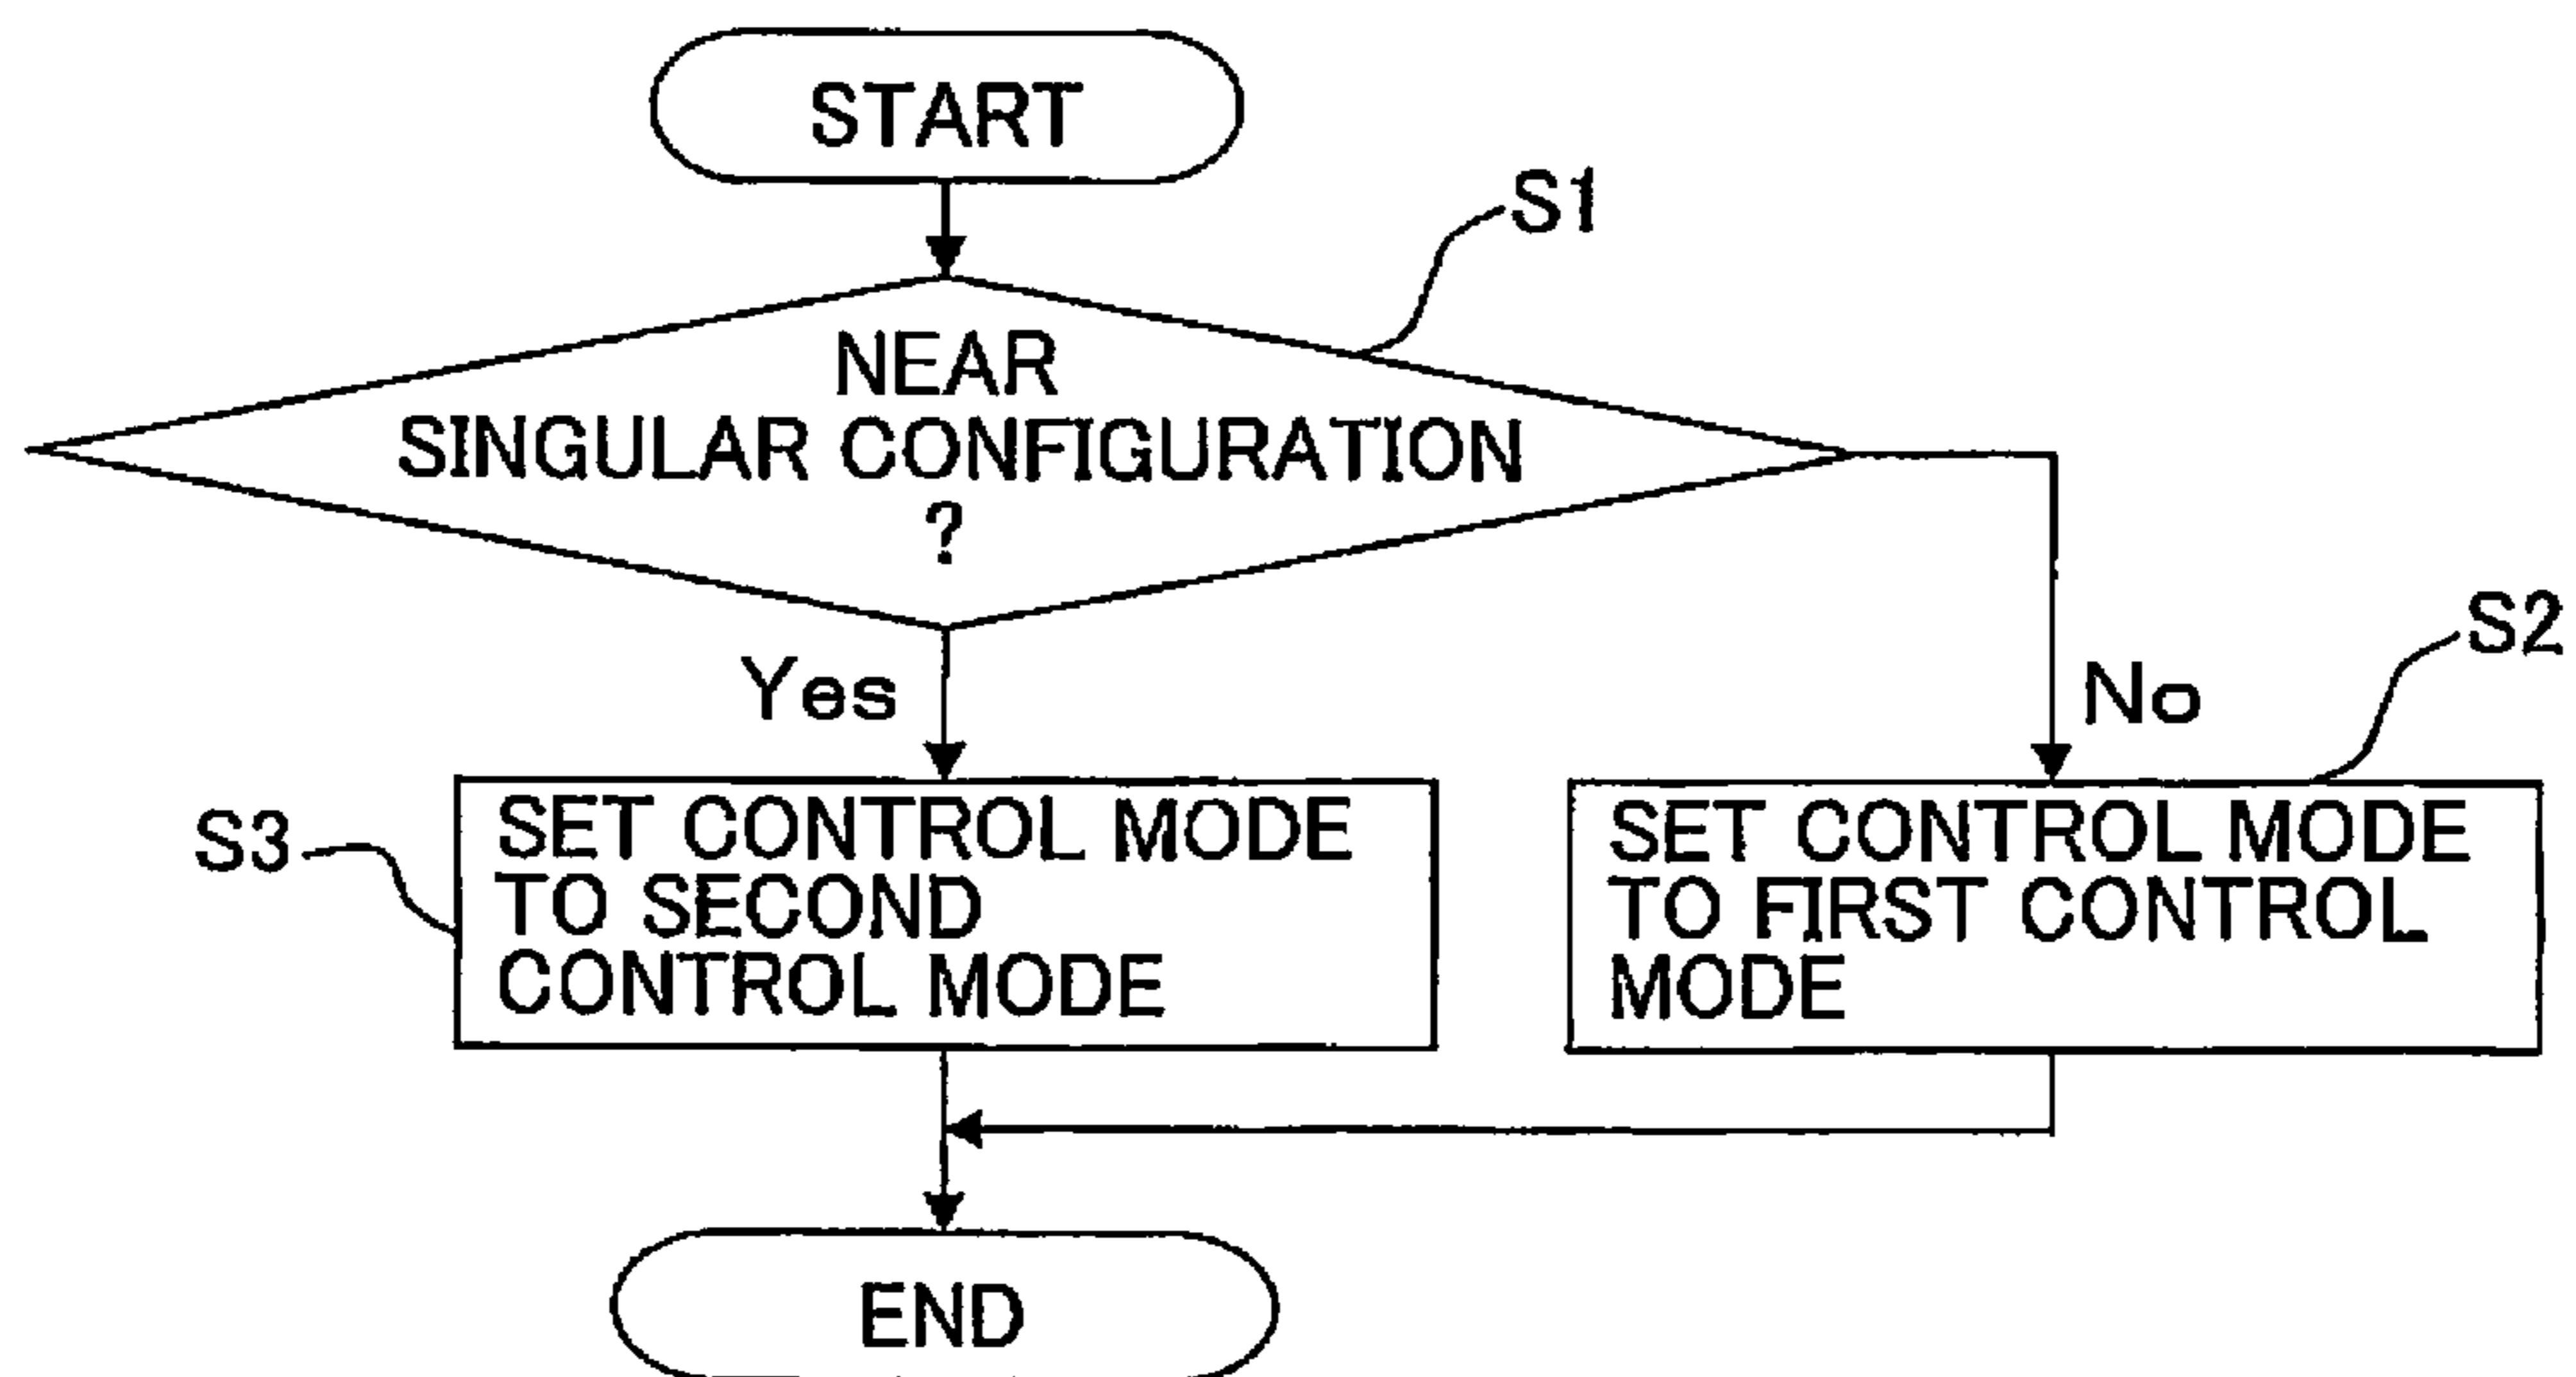 START
S1
NEAR
SINGULAR CONFIGURATION
?
Yes
No
S2
S3
SET CONTROL MODE
TO SECOND
CONTROL MODE
SET CONTROL MODE
TO FIRST CONTROL
MODE
END